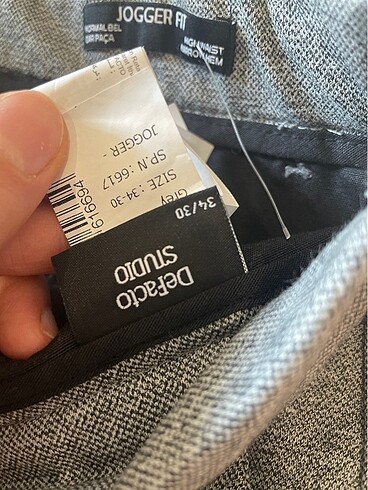 JOGGER FIT
NORMAL BEL
DAR PAÇA
HIGH WAIST
NARROW HEM
616694
JOGGER -
SP.N : 6617
SIZE : 34-30
Grey
34/30
DeFacto
STUDIO